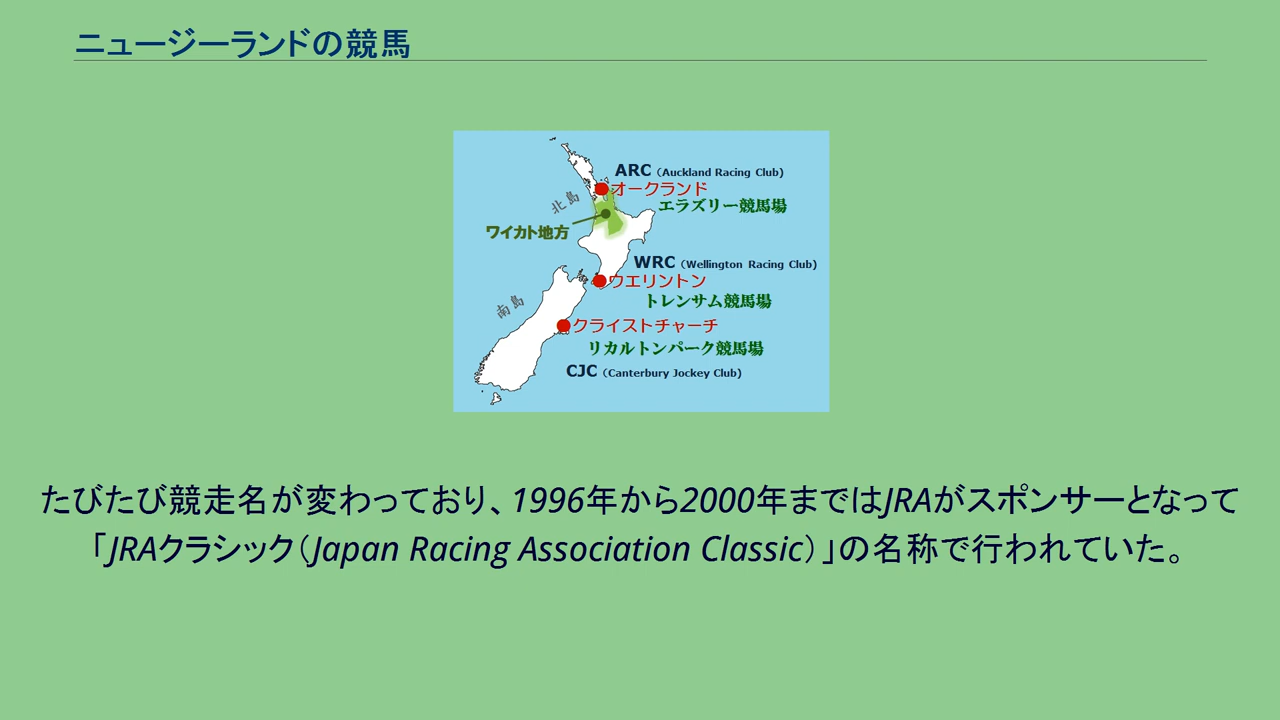 ニュージーランドの競馬
ARC（Auckland Racing Club)
オークランド
エラズリー競馬場
北島
ワイカト地方
WRC（Wellington Racing Club)
ウエリントン
トレンサム競馬場
南島
クライストチャーチ
リカルトンパーク競馬場
CJC（Canterbury Jockey Club)
たびたび競走名が変わっており、1996年から2000年まではJRAがスポンサーとなって
「JRAクラシック（Japan Racing Association Classic）」の名称で行われていた。